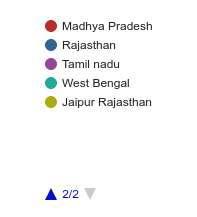 Madhya Pradesh
Rajasthan
Tamil nadu
West Bengal
Jaipur Rajasthan
2/2